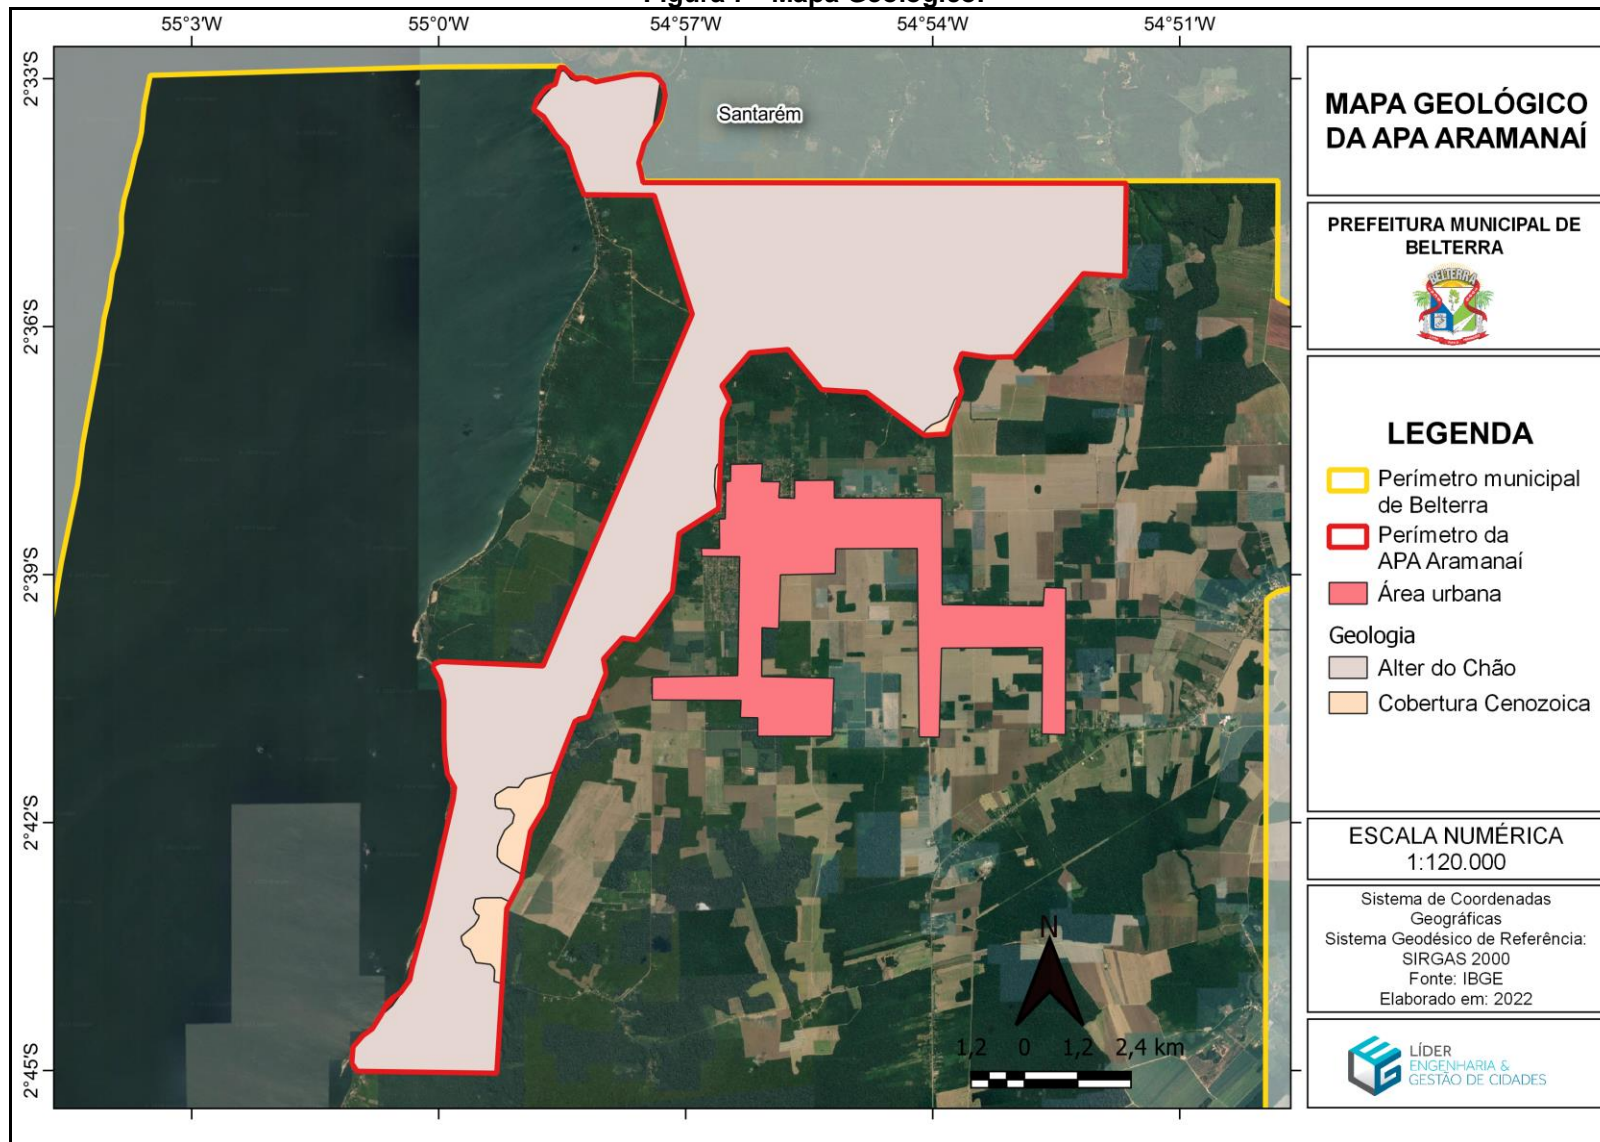 55°3'W 55°0'W 54°57'W 54°54'W 54°51'W
2°33'S
2°36'S
2°39'S
2°42'S
2°45'S
Santarém
N
1,2 0 1,2 2,4 km
MAPA GEOLÓGICO
DA APA ARAMANAÍ
PREFEITURA MUNICIPAL DE
BELTERRA
BELTERRA
LEGENDA
Perímetro municipal
de Belterra
Perímetro da
APA Aramanaí
Área urbana
Geologia
Alter do Chão
Cobertura Cenozoica
ESCALA NUMÉRICA
1:120.000
Sistema de Coordenadas
Geográficas
Sistema Geodésico de Referência:
SIRGAS 2000
Fonte: IBGE
Elaborado em: 2022
LÍDER
ENGENHARIA &
GESTÃO DE CIDADES